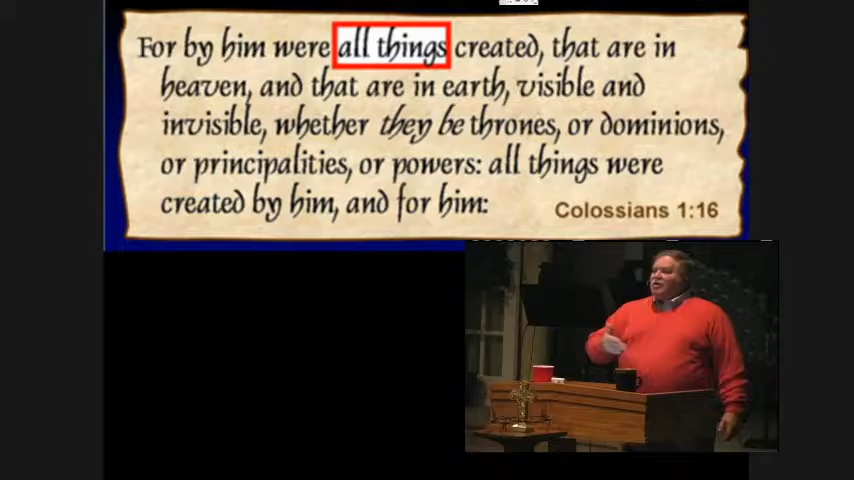 For by him were all things created, that are in
heaven, and that are in earth, visible and
invisible, whether they be thrones, or dominions,
or principalities, or powers: all things were
created by him, and for him:
Colossians 1:16